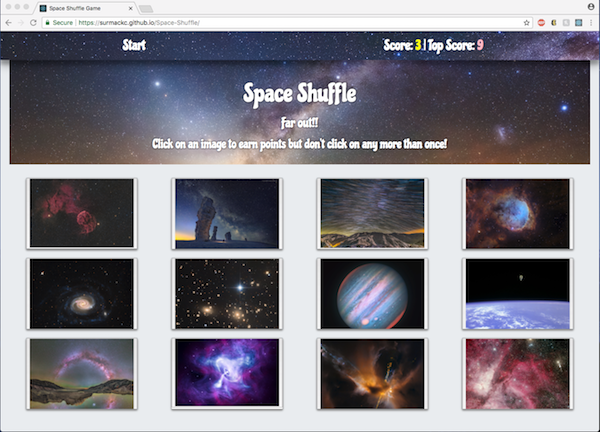 Space Shuffle Game
Secure | https://surmackc.github.io/Space-Shuffle/
Start
Score: 3 | Top Score: 9
Space Shuffle
Far out!!
Click on an image to earn points but don't click on any more than once!